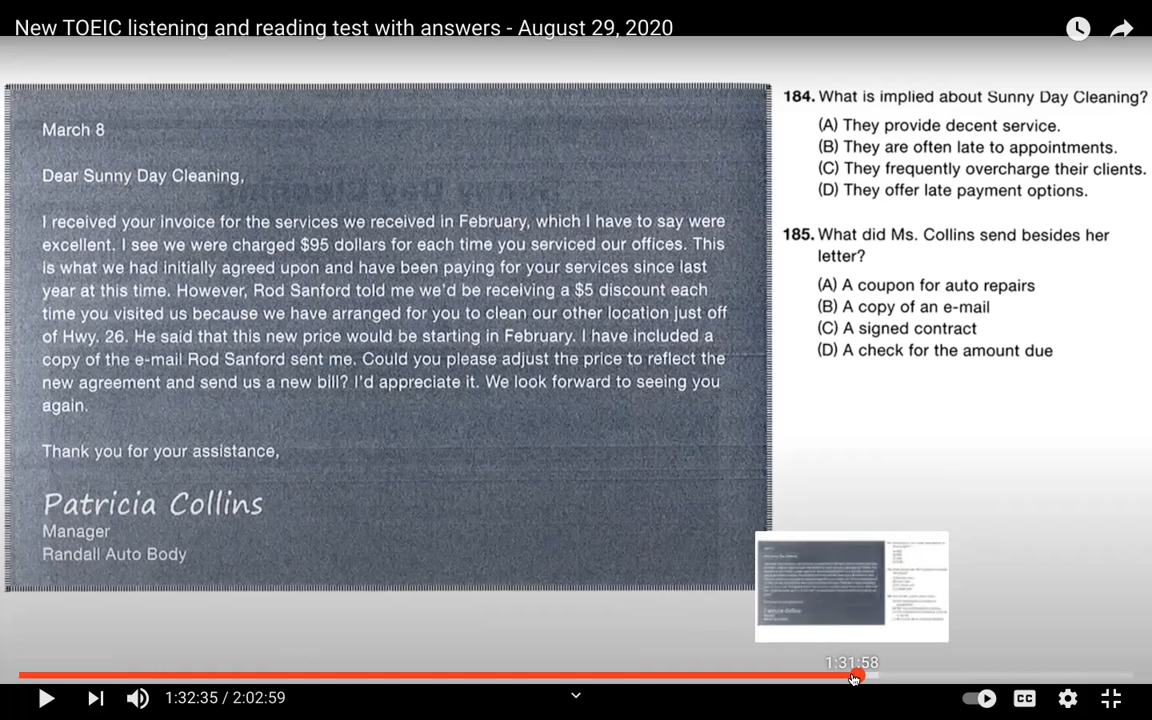 New TOEIC listening and reading test with answers - August 29, 2020
March 8
Dear Sunny Day Cleaning,
I received your invoice for the services we received in February, which I have to say were
excellent. I see we were charged $95 dollars for each time you serviced our offices. This
is what we had initially agreed upon and have been paying for your services since last
year at this time. However, Rod Sanford told me we'd be receiving a $5 discount each
time you visited us because we have arranged for you to clean our other location just off
of Hwy. 26. He said that this new price would be starting in February. I have included a
copy of the e-mail Rod Sanford sent me. Could you please adjust the price to reflect the
new agreement and send us a new bill? I'd appreciate it. We look forward to seeing you
again.
Thank you for your assistance,
Patricia Collins
Manager
Randall Auto Body
184. What is implied about Sunny Day Cleaning?
(A) They provide decent service.
(B) They are often late to appointments.
(C) They frequently overcharge their clients.
(D) They offer late payment options.
185. What did Ms. Collins send besides her
letter?
(A) A coupon for auto repairs
(B) A copy of an e-mail
(C) A signed contract
(D) A check for the amount due
1:31:58
1:32:35 / 2:02:59
CC